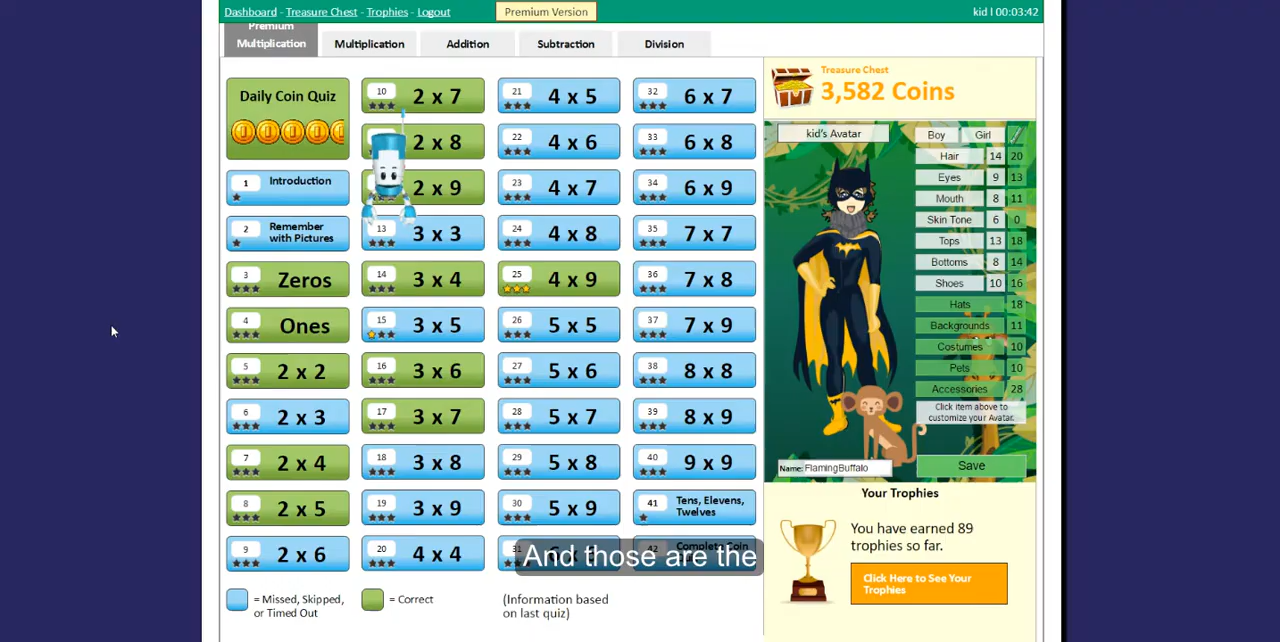 Dashboard - Treasure Chest - Trophies - Logout
Premium Version
kid | 00:03:42
Premium
Multiplication
Multiplication
Addition
Subtraction
Division
Daily Coin Quiz
1 Introduction
2 Remember
with Pictures
3 Zeros
4 Ones
5 2 x 2
6 2 x 3
7 2 x 4
8 2 x 5
9 2 x 6
10 2 x 7
2 x 8
2 x 9
13 3 x 3
14 3 x 4
15 3 x 5
16 3 x 6
17 3 x 7
18 3 x 8
19 3 x 9
20 4 x 4
21 4 x 5
22 4 x 6
23 4 x 7
24 4 x 8
25 4 x 9
26 5 x 5
27 5 x 6
28 5 x 7
29 5 x 8
30 5 x 9
31
32 6 x 7
33 6 x 8
34 6 x 9
35 7 x 7
36 7 x 8
37 7 x 9
38 8 x 8
39 8 x 9
40 9 x 9
41 Tens, Elevens,
Twelves
42 Complete Coin
And those are the
= Missed, Skipped,
or Timed Out
= Correct
(Information based
on last quiz)
Treasure Chest
3,582 Coins
kid's Avatar
Boy
Girl
Hair 14 20
Eyes 9 13
Mouth 8 11
Skin Tone 6 0
Tops 13 18
Bottoms 8 14
Shoes 10 16
Hats 18
Backgrounds 11
Costumes 10
Pets 10
Accessories 28
Click item above to
customize your Avatar.
Name: FlamingBuffalo
Save
Your Trophies
You have earned 89
trophies so far.
Click Here to See Your
Trophies